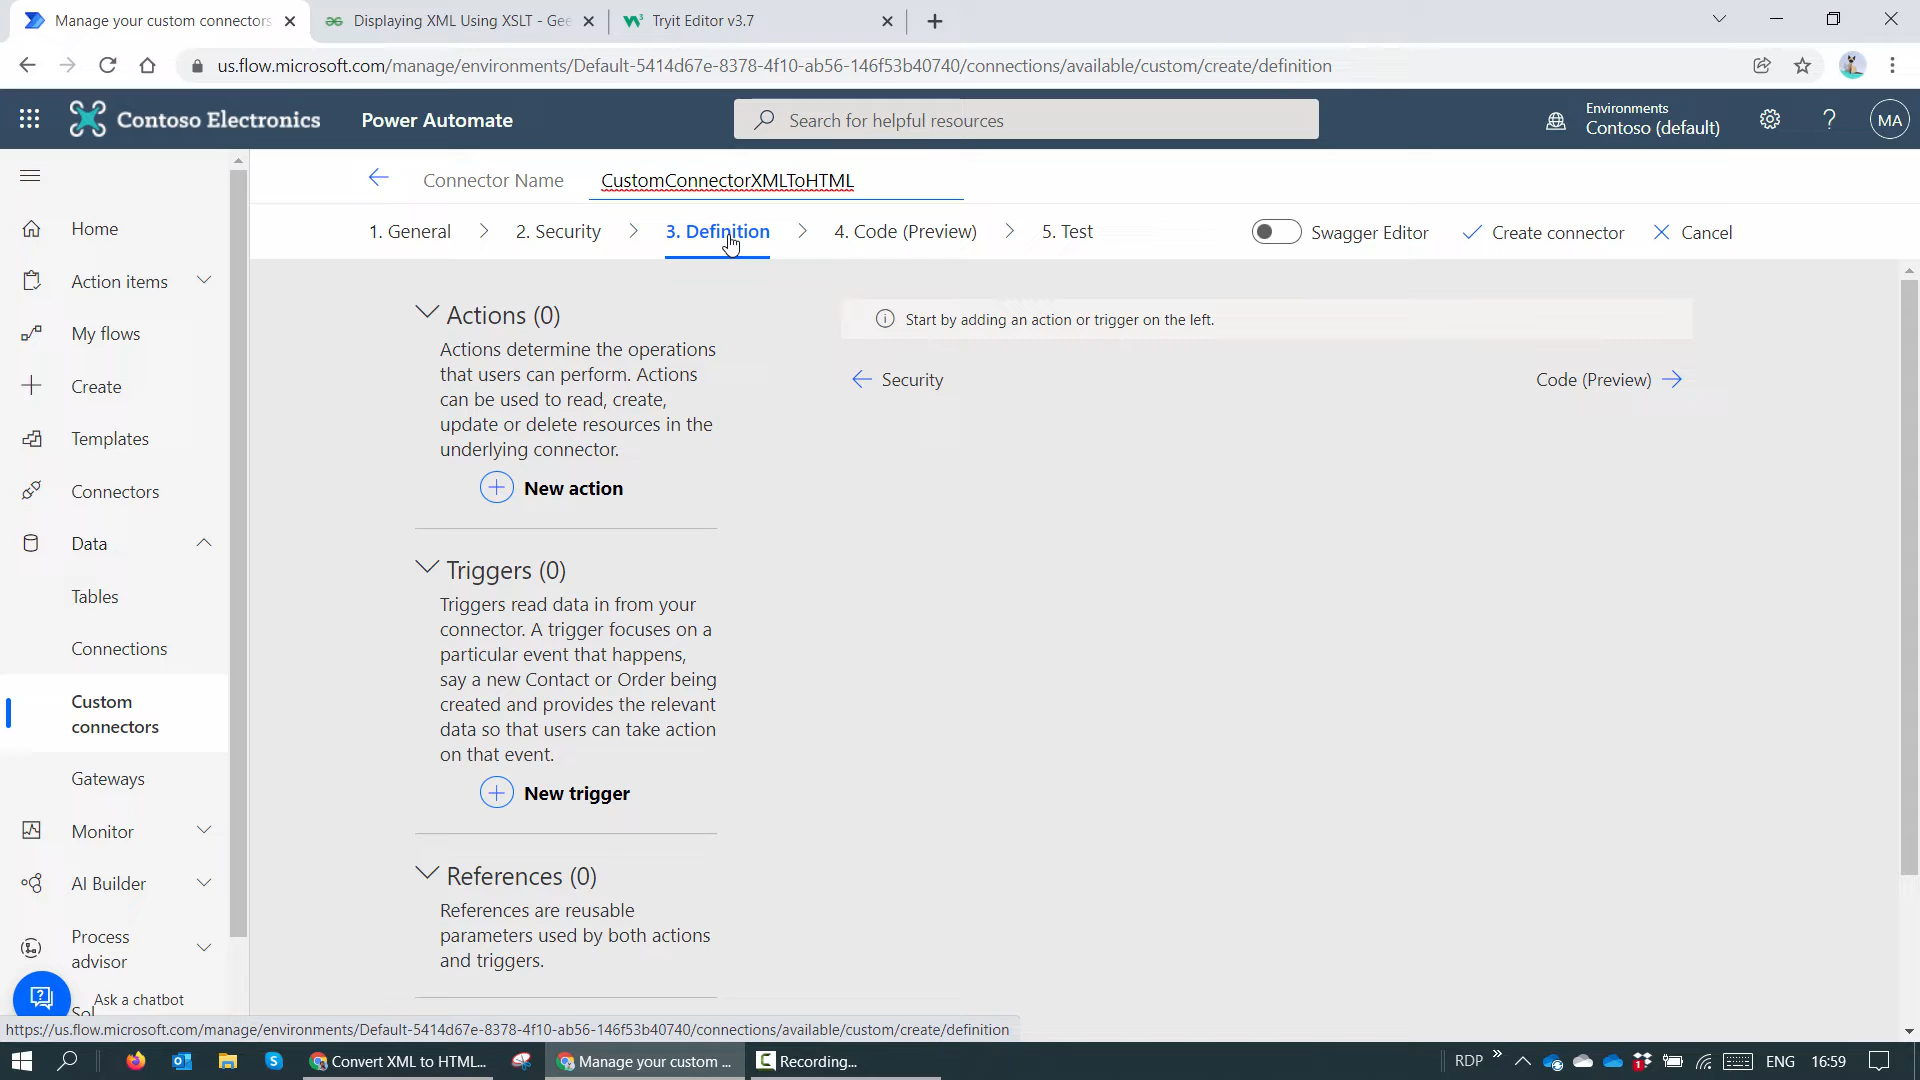 Manage your custom connectors
Displaying XML Using XSLT - Gee
Tryit Editor v3.7
us.flow.microsoft.com/manage/environments/Default-5414d67e-8378-4f10-ab56-146f53b40740/connections/available/custom/create/definition
Contoso Electronics
Power Automate
Search for helpful resources
Environments
Contoso (default)
MA
Connector Name
CustomConnectorXMLToHTML
1. General
2. Security
3. Definition
4. Code (Preview)
5. Test
Swagger Editor
Create connector
Cancel
Home
Action items
My flows
Create
Templates
Connectors
Data
Tables
Connections
Custom
connectors
Gateways
Monitor
AI Builder
Process
advisor
Sol
Ask a chatbot
Actions (0)
Actions determine the operations
that users can perform. Actions
can be used to read, create,
update or delete resources in the
underlying connector.
New action
Triggers (0)
Triggers read data in from your
connector. A trigger focuses on a
particular event that happens,
say a new Contact or Order being
created and provides the relevant
data so that users can take action
on that event.
New trigger
References (0)
References are reusable
parameters used by both actions
and triggers.
Start by adding an action or trigger on the left.
Security
Code (Preview)
https://us.flow.microsoft.com/manage/environments/Default-5414d67e-8378-4f10-ab56-146f53b40740/connections/available/custom/create/definition
Convert XML to HTML...
Manage your custom ...
Recording...
RDP
ENG
16:59